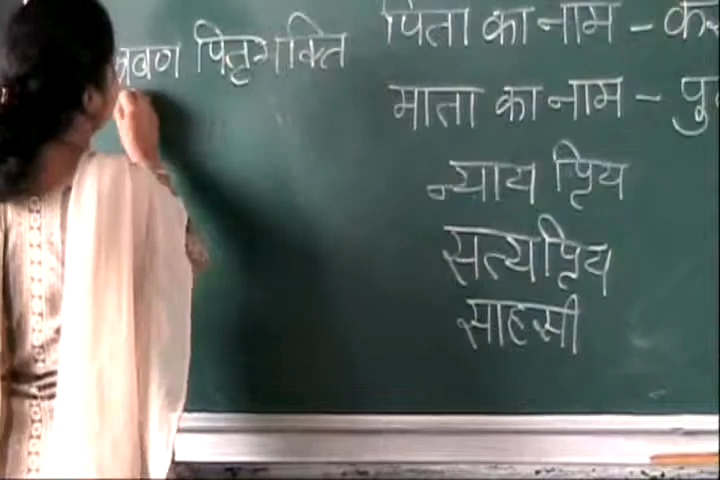 श्रवण पितृभक्ति
पिता का नाम -
माता का नाम -
न्याय प्रिय
सत्यप्रिय
साहसी